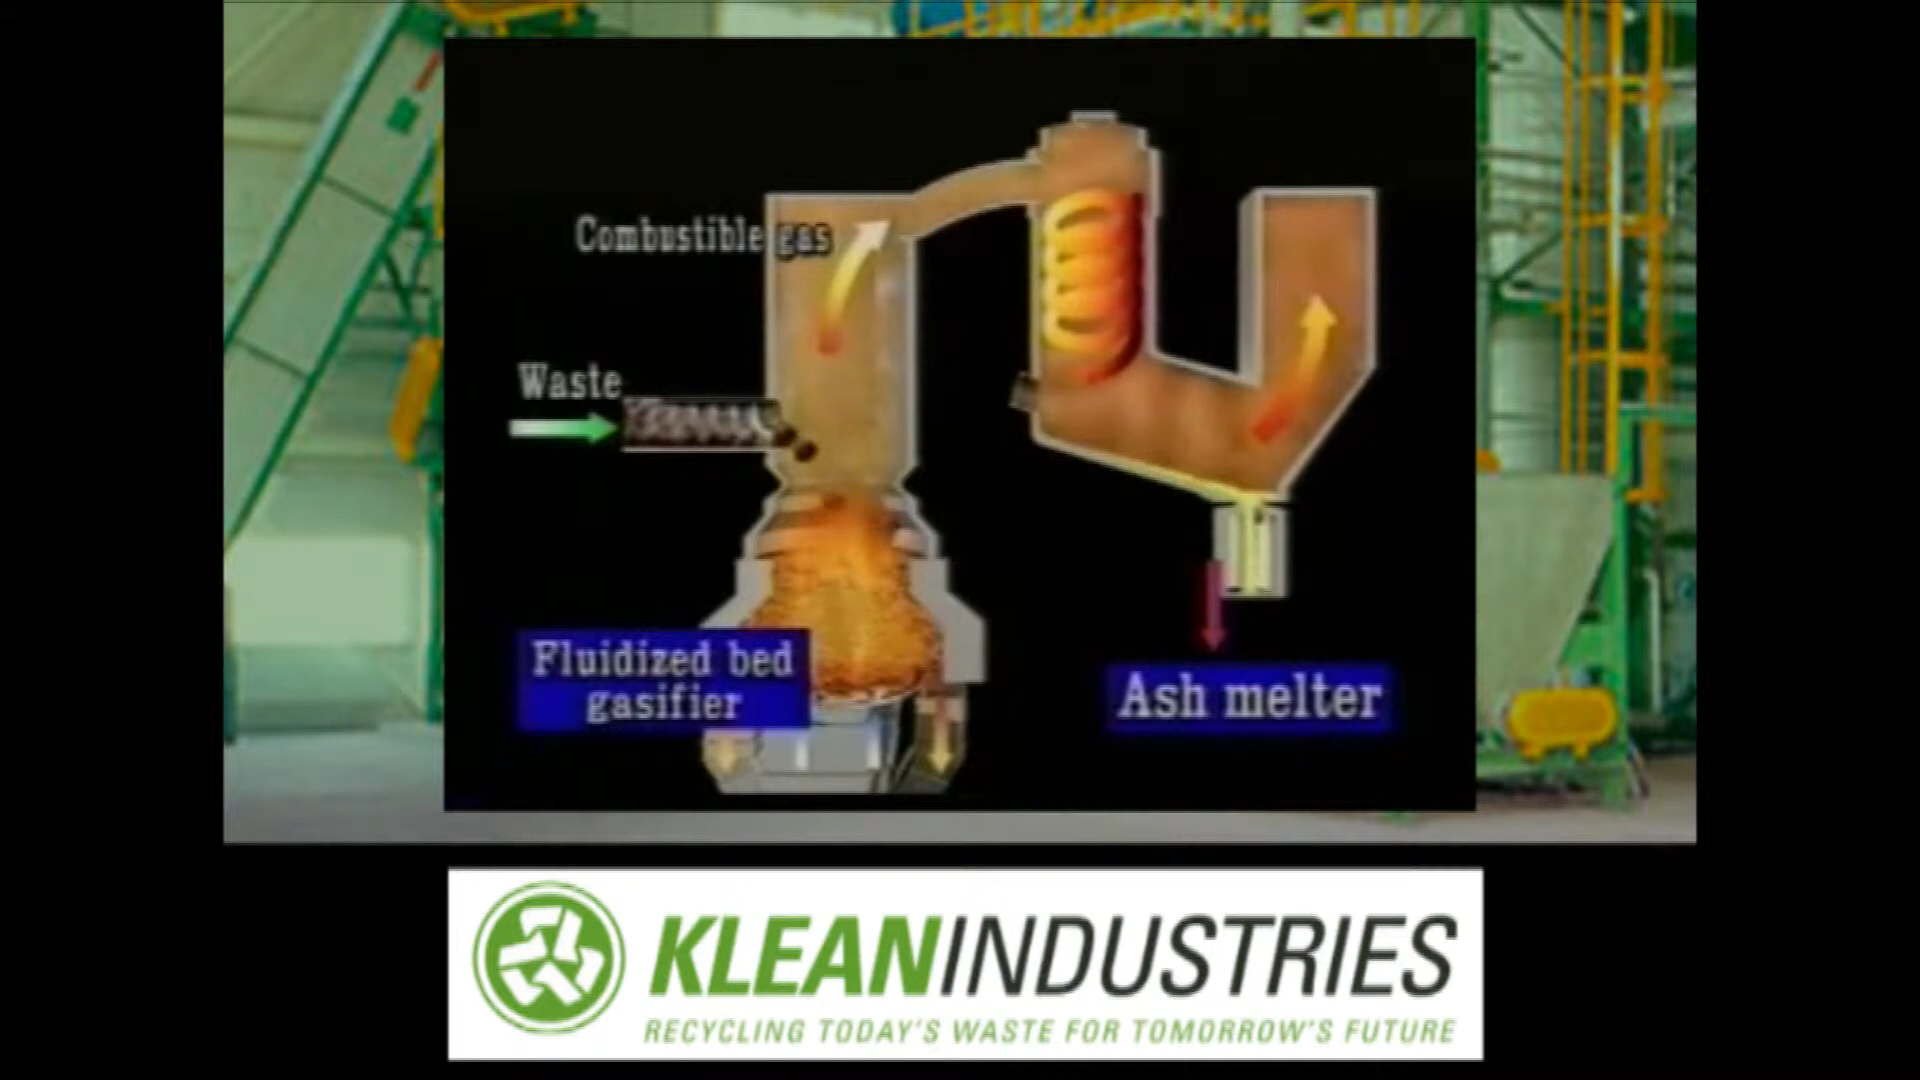 Combustible gas
Waste
Fluidized bed
gasifier
Ash melter
KLEANINDUSTRIES
RECYCLING TODAY'S WASTE FOR TOMORROW'S FUTURE